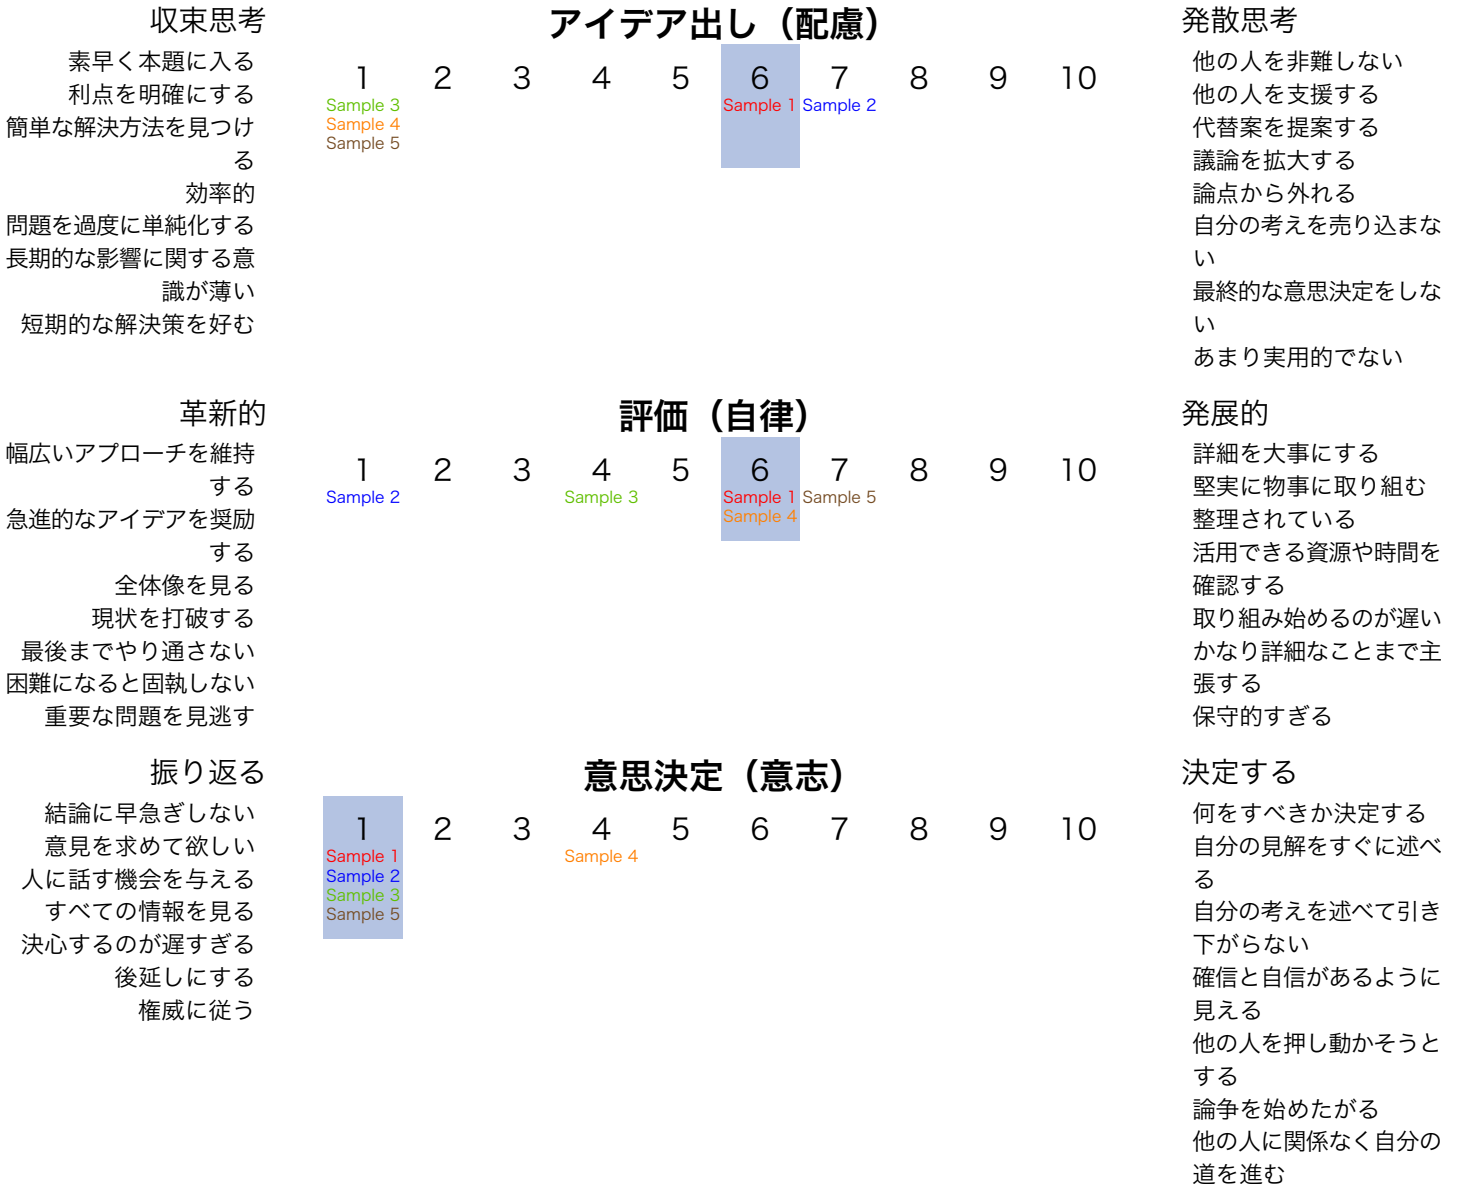 収束思考
アイデア出し（配慮）
発散思考
素早く本題に入る
利点を明確にする
簡単な解決方法を見つけ
る
効率的
問題を過度に単純化する
長期的な影響に関する意
識が薄い
短期的な解決策を好む
1 2 3 4 5 6 7 8 9 10
Sample 3 Sample 1 Sample 2
Sample 4
Sample 5
他の人を非難しない
他の人を支援する
代替案を提案する
議論を拡大する
論点から外れる
自分の考えを売り込まな
い
最終的な意思決定をしな
い
あまり実用的でない
革新的
評価（自律）
発展的
幅広いアプローチを維持
する
急進的なアイデアを奨励
する
全体像を見る
現状を打破する
最後までやり通さない
困難になると固執しない
重要な問題を見逃す
1 2 3 4 5 6 7 8 9 10
Sample 2 Sample 3 Sample 1 Sample 5
Sample 4
詳細を大事にする
堅実に物事に取り組む
整理されている
活用できる資源や時間を
確認する
取り組み始めるのが遅い
かなり詳細なことまで主
張する
保守的すぎる
振り返る
意思決定（意志）
決定する
結論に早急ぎしない
意見を求めて欲しい
人に話す機会を与える
すべての情報を見る
決心するのが遅すぎる
後延しにする
権威に従う
1 2 3 4 5 6 7 8 9 10
Sample 1 Sample 4
Sample 2
Sample 3
Sample 5
何をすべきか決定する
自分の見解をすぐに述べ
る
自分の考えを述べて引き
下がらない
確信と自信があるように
見える
他の人を押し動かそうと
する
論争を始めたがる
他の人に関係なく自分の
道を進む